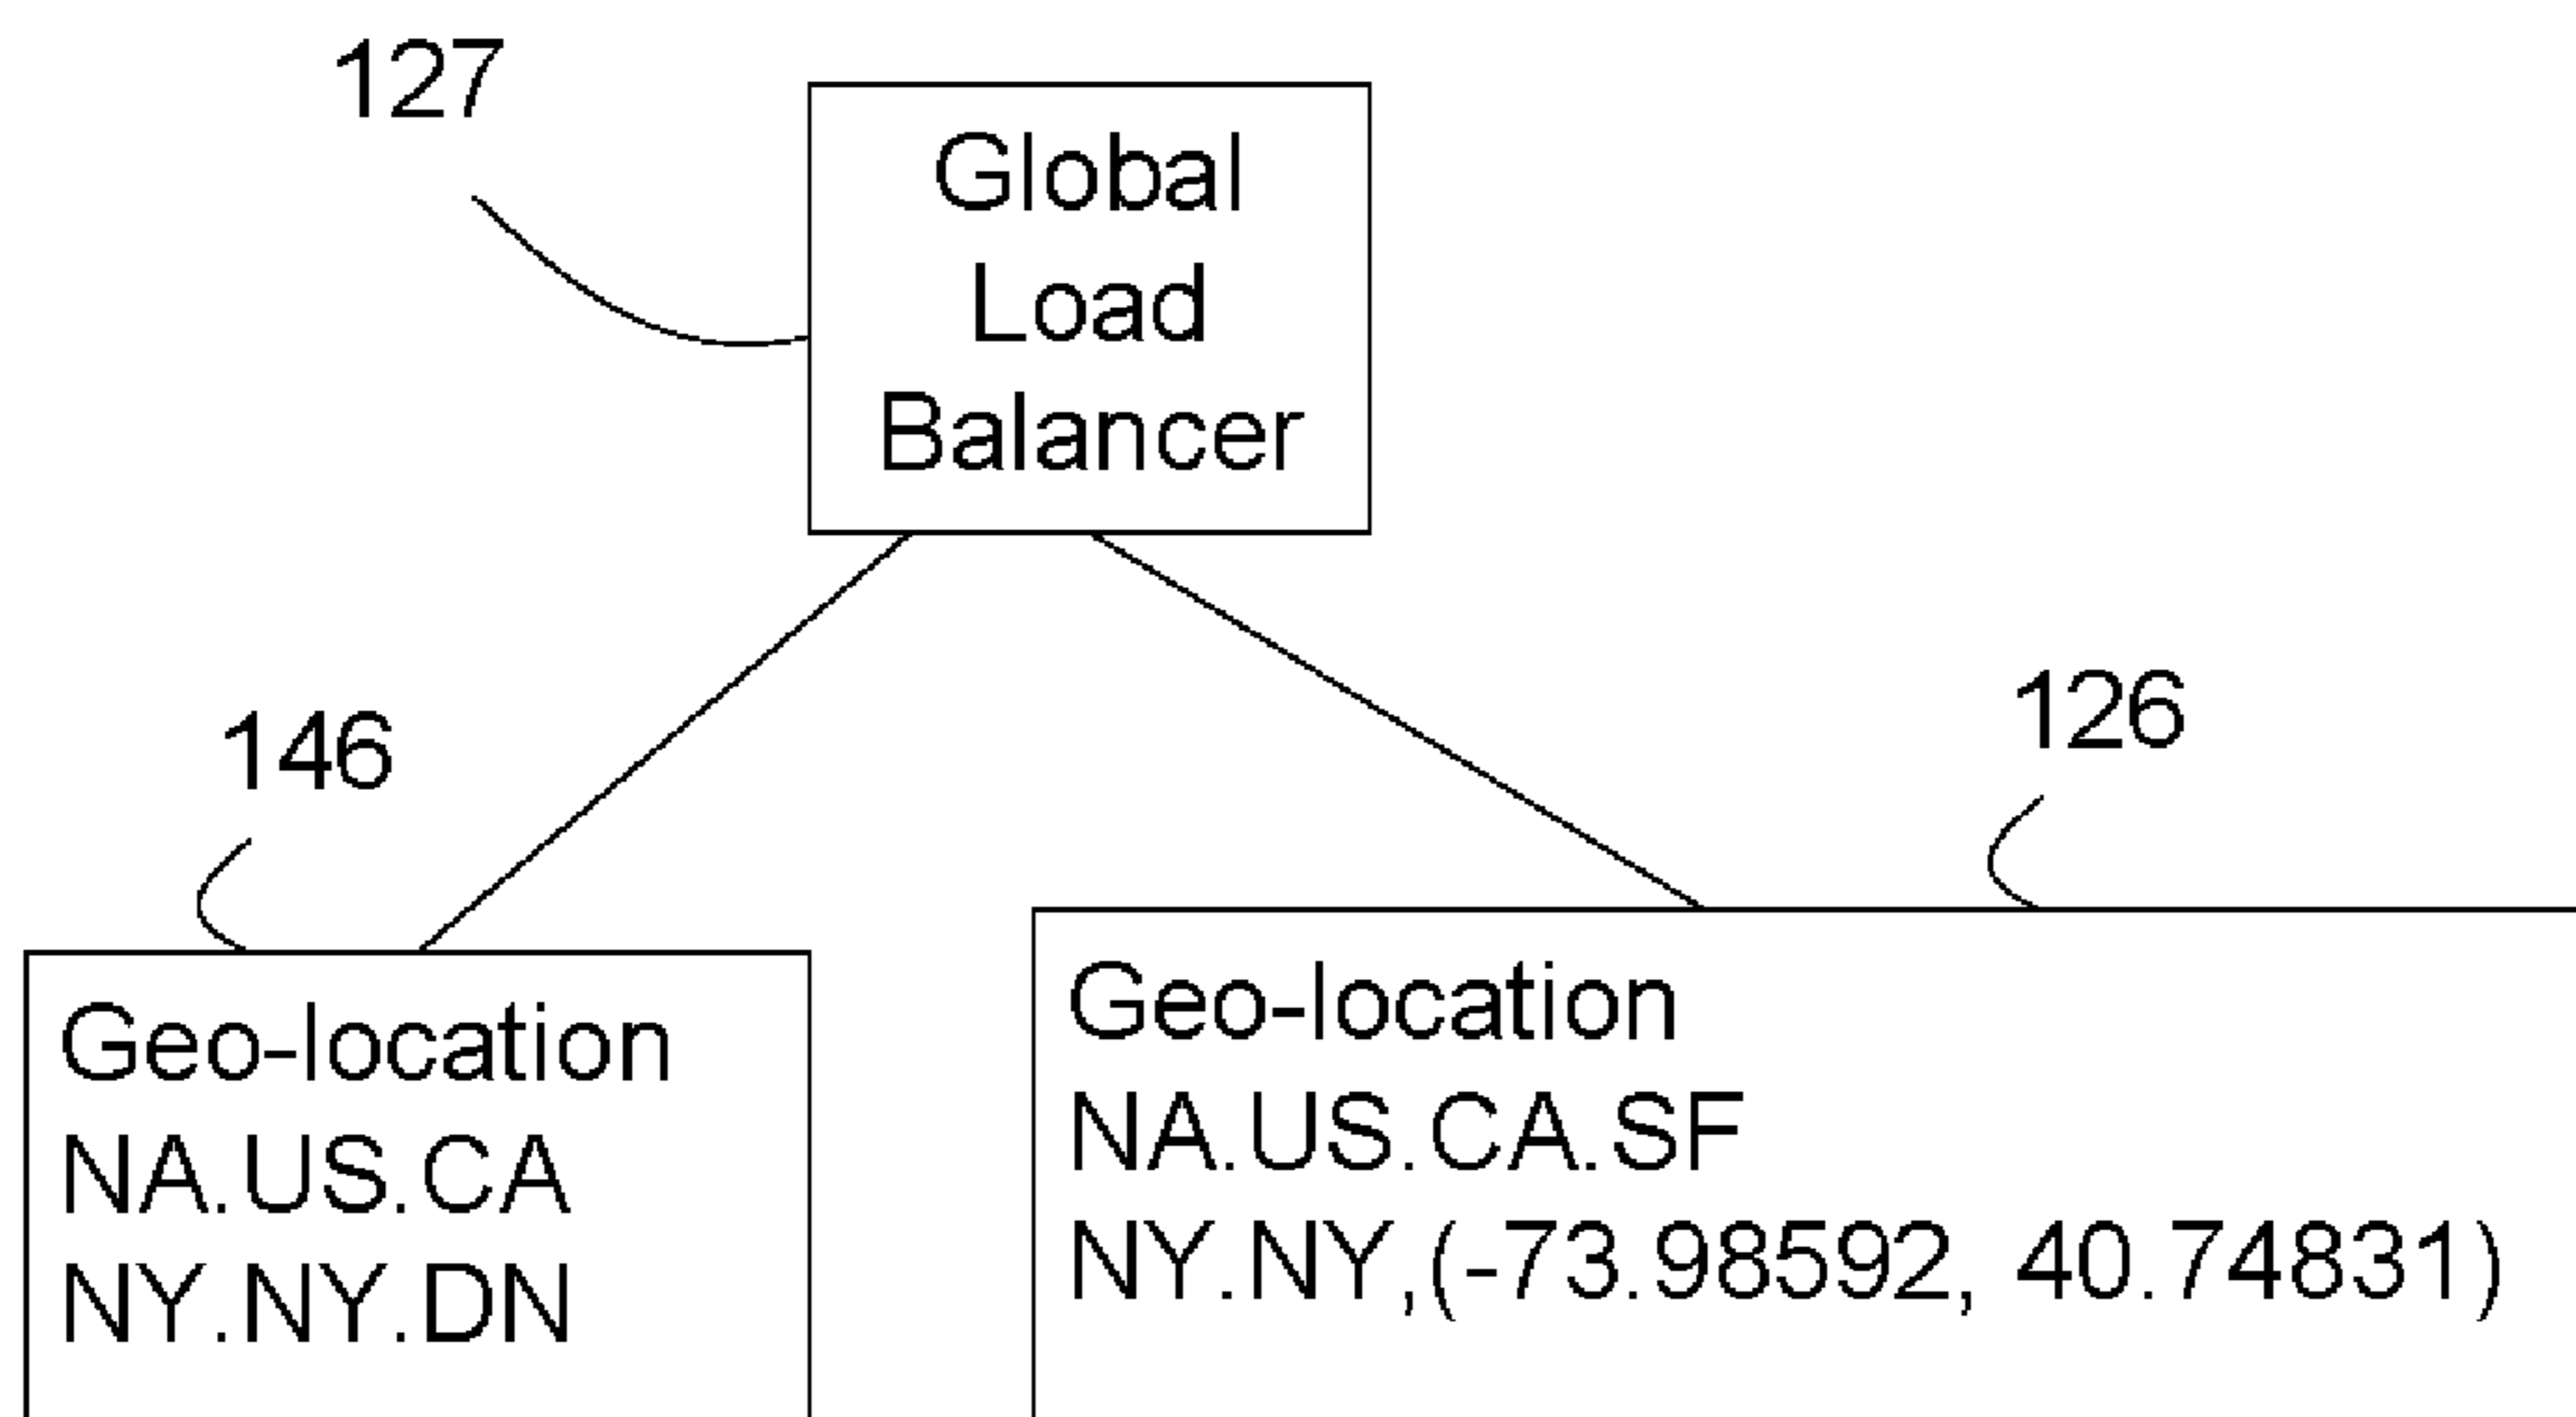 127
Global
Load
Balancer
146
126
Geo-location
NA.US.CA
NY.NY.DN
Geo-location
NA.US.CA.SF
NY.NY,(-73.98592, 40.74831)